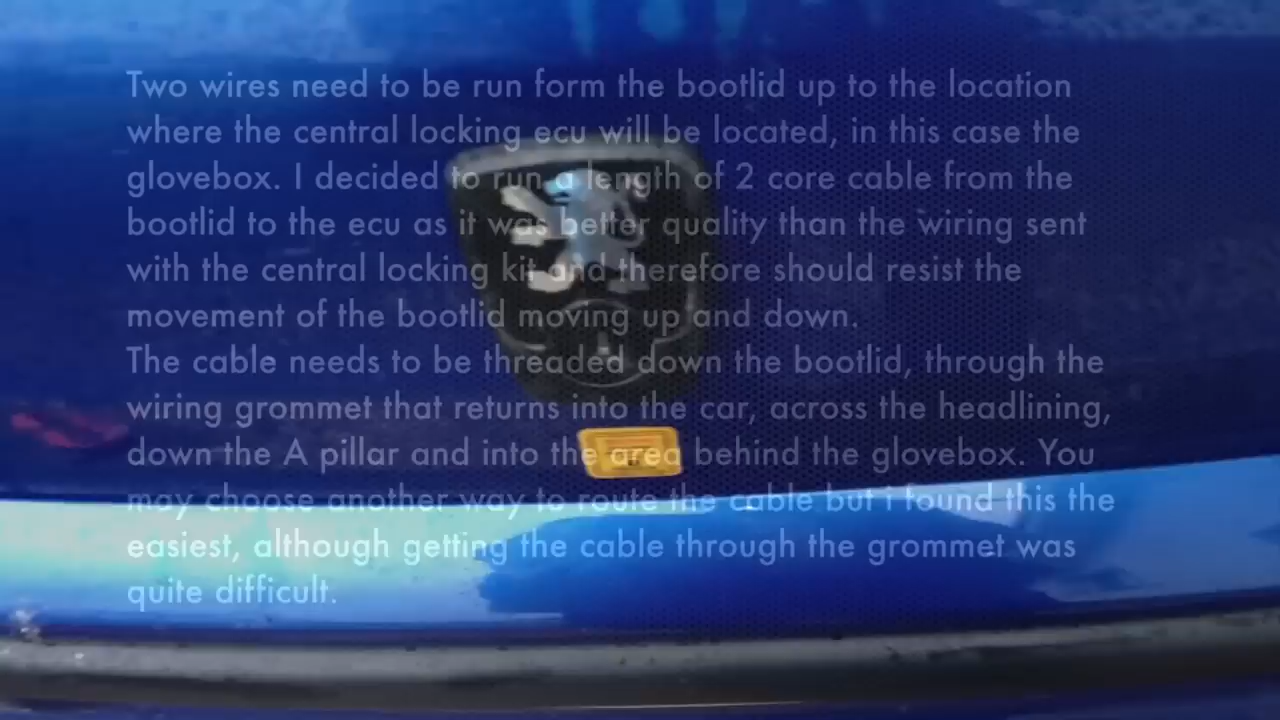 Two wires need to be run form the bootlid up to the location
where the central locking ecu will be located, in this case the
glovebox. I decided to run a length of 2 core cable from the
bootlid to the ecu as it was better quality than the wiring sent
with the central locking kit and therefore should resist the
movement of the bootlid moving up and down.
The cable needs to be threaded down the bootlid, through the
wiring grommet that returns into the car, across the headlining,
down the A pillar and into the area behind the glovebox. You
may choose another way to route the cable but i found this the
easiest, although getting the cable through the grommet was
quite difficult.